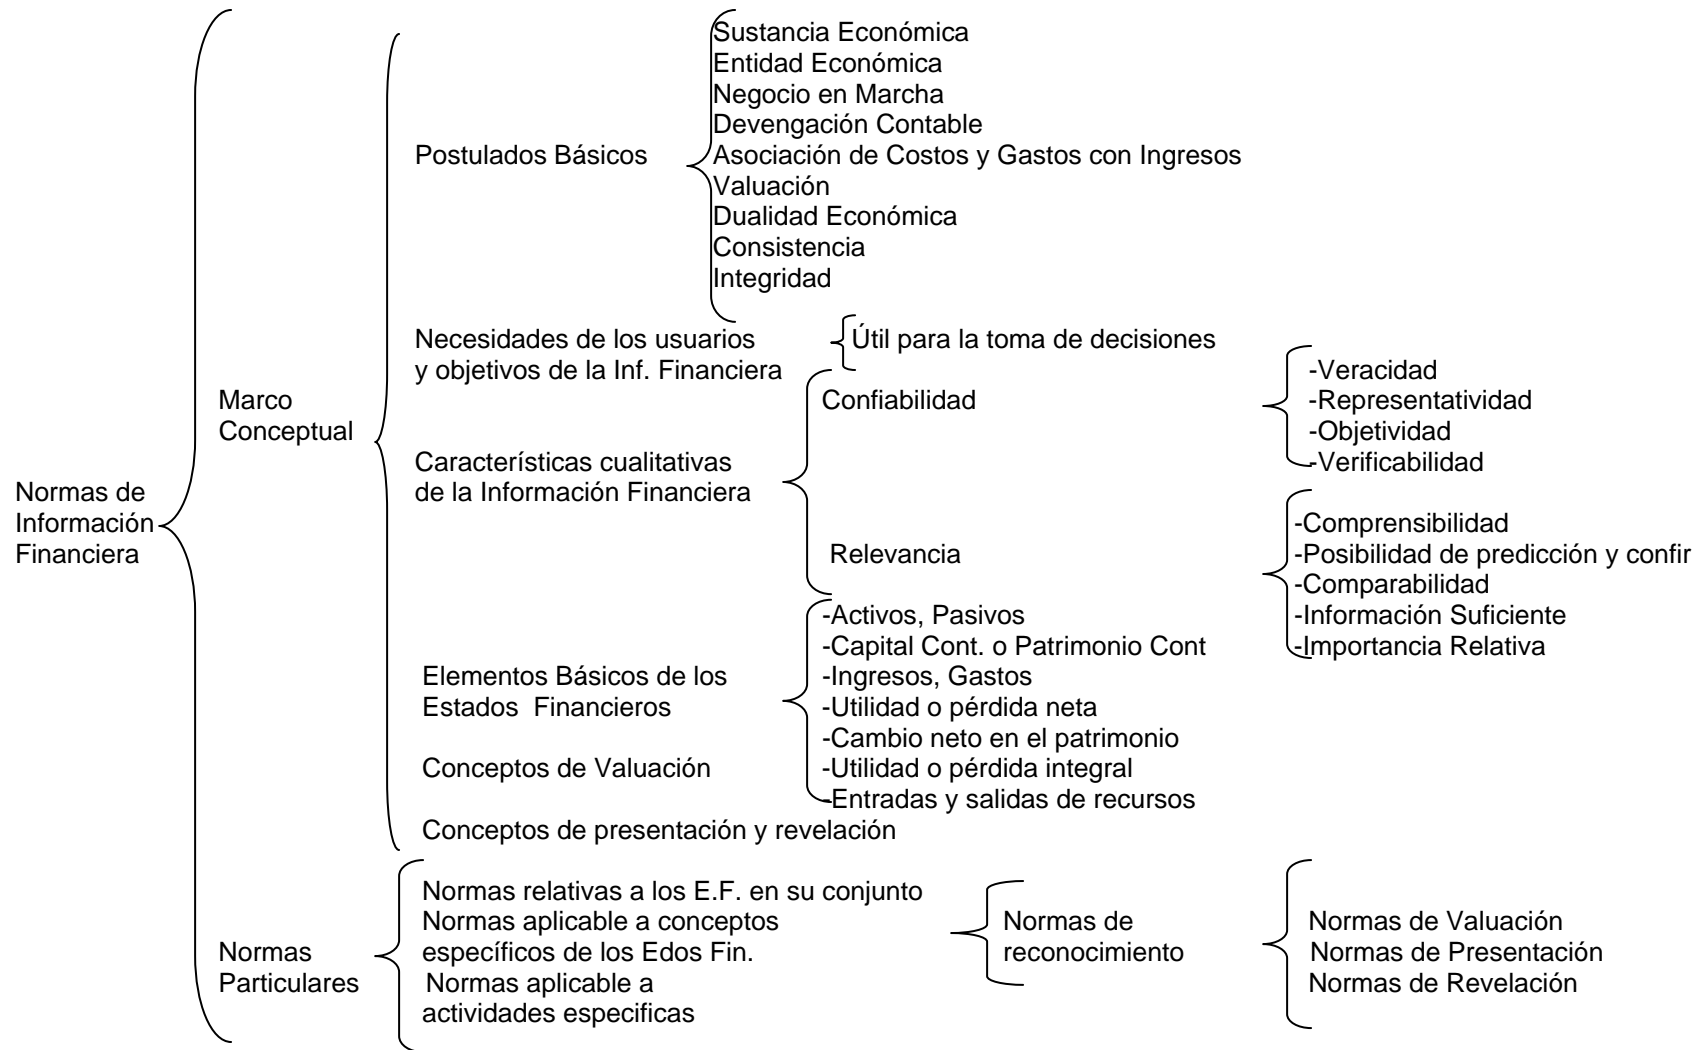 Normas de
Información
Financiera
Marco
Conceptual
Postulados Básicos
Sustancia Económica
Entidad Económica
Negocio en Marcha
Devengación Contable
Asociación de Costos y Gastos con Ingresos
Valuación
Dualidad Económica
Consistencia
Integridad
Necesidades de los usuarios
y objetivos de la Inf. Financiera
Útil para la toma de decisiones
Características cualitativas
de la Información Financiera
Confiabilidad
-Veracidad
-Representatividad
-Objetividad
-Verificabilidad
Relevancia
-Comprensibilidad
-Posibilidad de predicción y confir
-Comparabilidad
-Información Suficiente
-Importancia Relativa
Elementos Básicos de los
Estados Financieros
-Activos, Pasivos
-Capital Cont. o Patrimonio Cont
-Ingresos, Gastos
-Utilidad o pérdida neta
-Cambio neto en el patrimonio
-Utilidad o pérdida integral
-Entradas y salidas de recursos
Conceptos de Valuación
Conceptos de presentación y revelación
Normas
Particulares
Normas relativas a los E.F. en su conjunto
Normas aplicable a conceptos
específicos de los Edos Fin.
Normas aplicable a
actividades especificas
Normas de
reconocimiento
Normas de Valuación
Normas de Presentación
Normas de Revelación